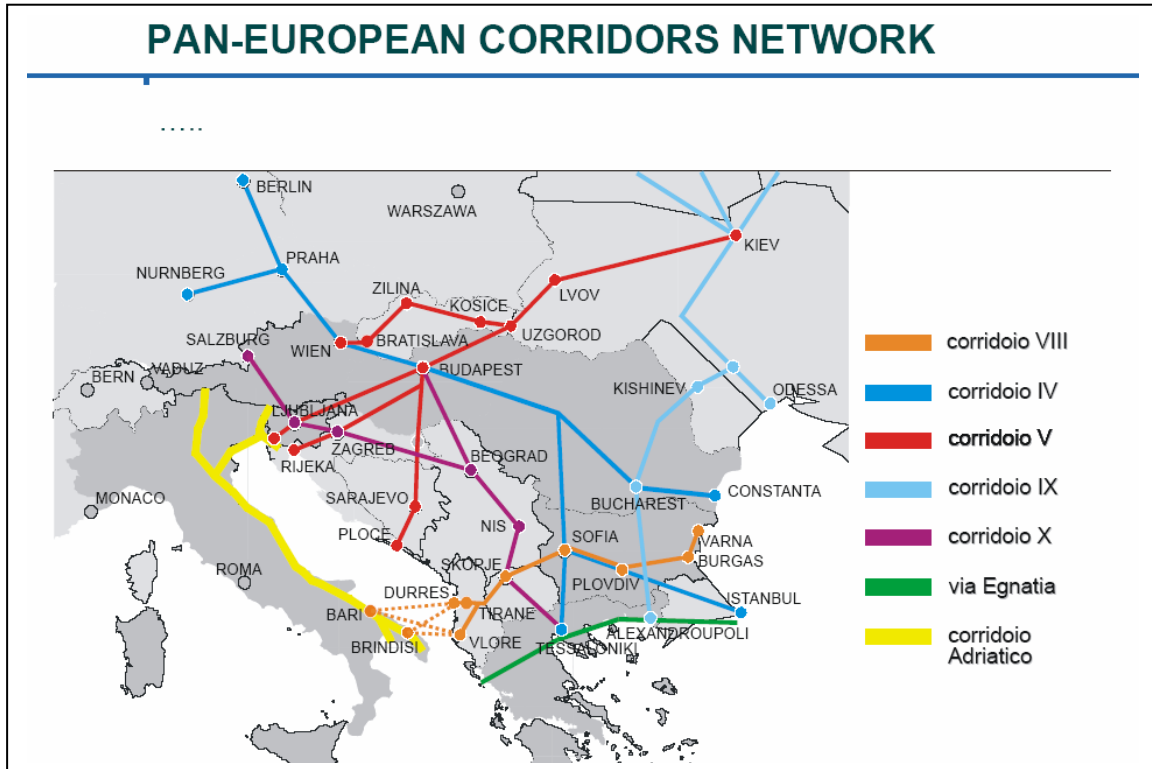 PAN-EUROPEAN CORRIDORS NETWORK
.....
BERLIN
WARSZAWA
KIEV
PRAHA
NURNBERG
ZILINA
KOSICE
LVOV
SALZBURG
WIEN
BRATISLAVA
UZGOROD
VADUZ
BERN
BUDAPEST
KISHINEV
ODESSA
LJUBLJANA
ZAGREB
RIJEKA
BEOGRAD
BUCHAREST
CONSTANTA
MONACO
SARAJEVO
PLOCE
NIS
SOFIA
VARNA
BURGAS
SKOPJE
PLOVDIV
ROMA
DURRES
TIRANE
ISTANBUL
BARI
BRINDISI
VLORE
ALEXANDROUPOLI
TESSALONIKI
corridoio VIII
corridoio IV
corridoio V
corridoio IX
corridoio X
via Egnatia
corridoio
Adriatico